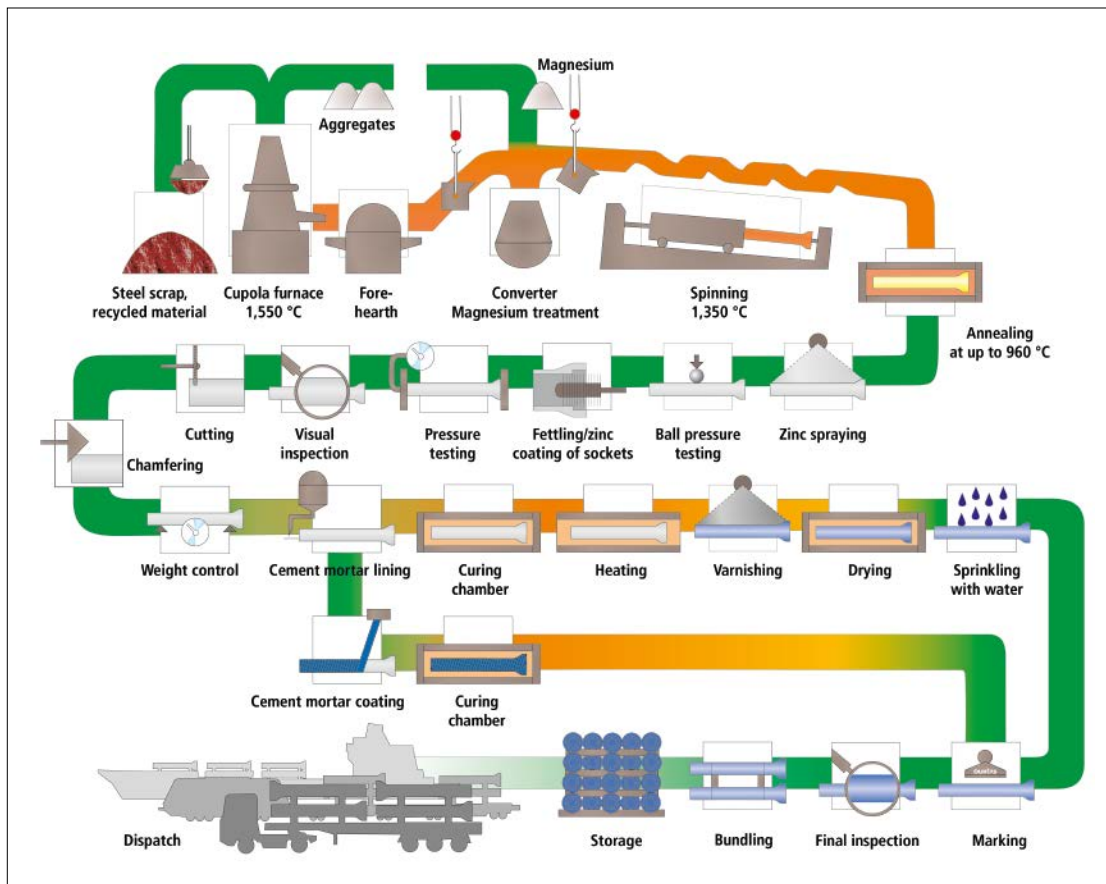 Magnesium
Aggregates
Steel scrap,
recycled material
Cupola furnace
1,550 °C
Fore-
hearth
Converter
Magnesium treatment
Spinning
1,350 °C
Annealing
at up to 960 °C
Cutting
Visual
inspection
Pressure
testing
Fettling/zinc
coating of sockets
Ball pressure
testing
Zinc spraying
Chamfering
Weight control
Cement mortar lining
Curing
chamber
Heating
Varnishing
Drying
Sprinkling
with water
Cement mortar coating
Curing
chamber
Dispatch
Storage
Bundling
Final inspection
Marking